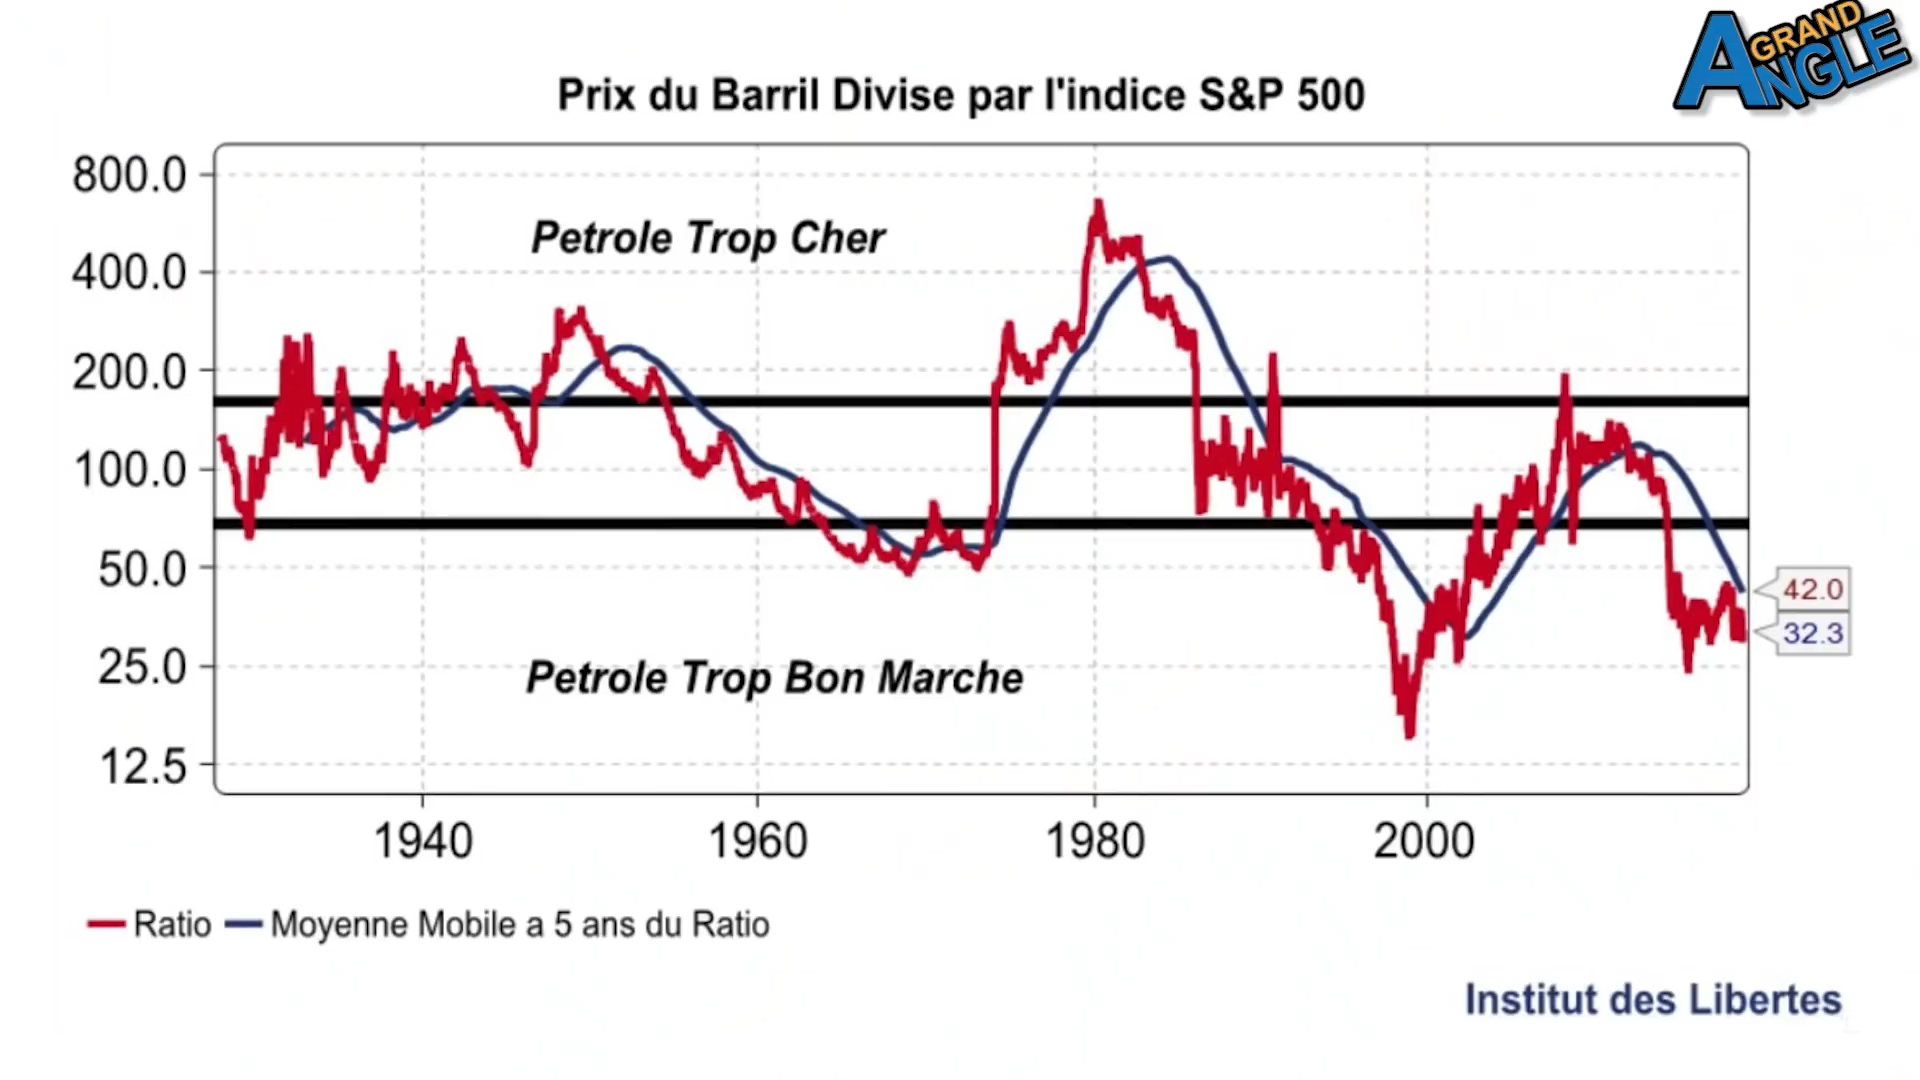 GRAND
ANGLE
Prix du Barril Divise par l'indice S&P 500
800.0
400.0
200.0
100.0
50.0
25.0
12.5
Petrole Trop Cher
Petrole Trop Bon Marche
42.0
32.3
1940 1960 1980 2000
Ratio Moyenne Mobile a 5 ans du Ratio
Institut des Libertes